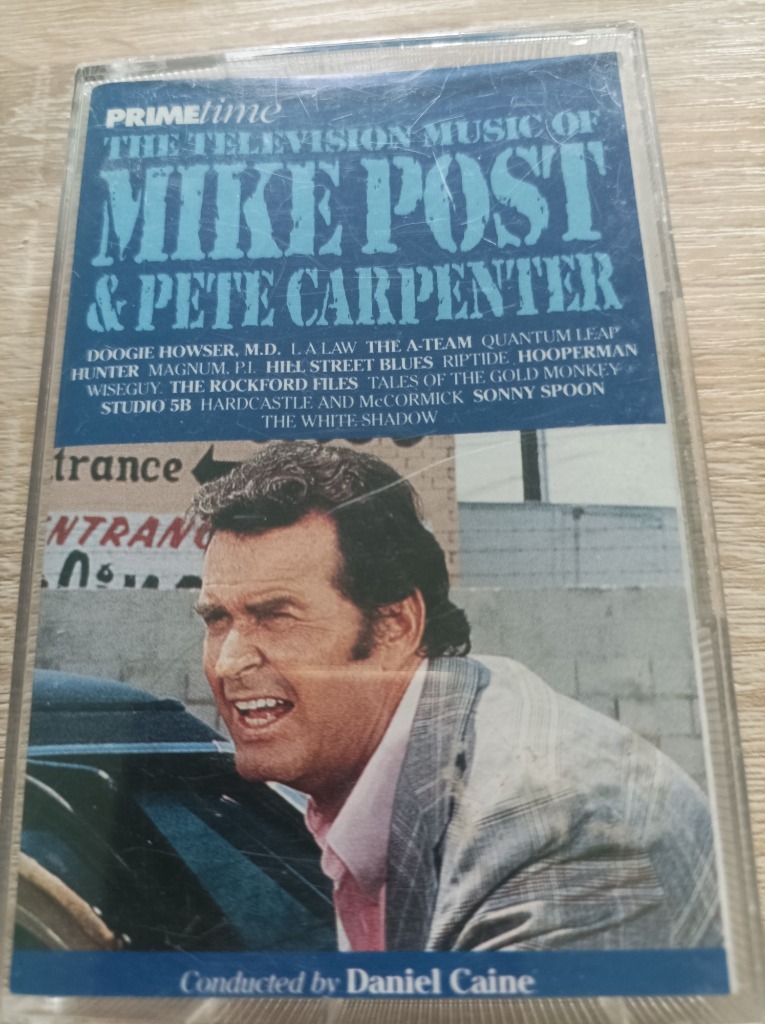 PRIMEtime
THE TELEVISION MUSIC OF
MIKE POST
& PETE CARPENTER
DOOGIE HOWSER, M.D. L.A LAW THE A-TEAM QUANTUM LEAP
HUNTER MAGNUM, P.I. HILL STREET BLUES RIPTIDE HOOPERMAN
WISEGUY THE ROCKFORD FILES TALES OF THE GOLD MONKEY
STUDIO 5B HARDCASTLE AND McCORMICK SONNY SPOON
THE WHITE SHADOW
trance
ENTRANC
Conducted by Daniel Caine